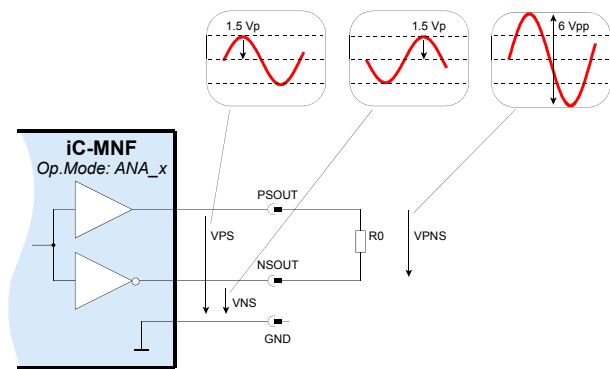 1.5 Vp
1.5 Vp
6 Vpp
iC-MNF
Op.Mode: ANA_x
PSOUT
VPS
R0
VPNS
NSOUT
VNS
GND